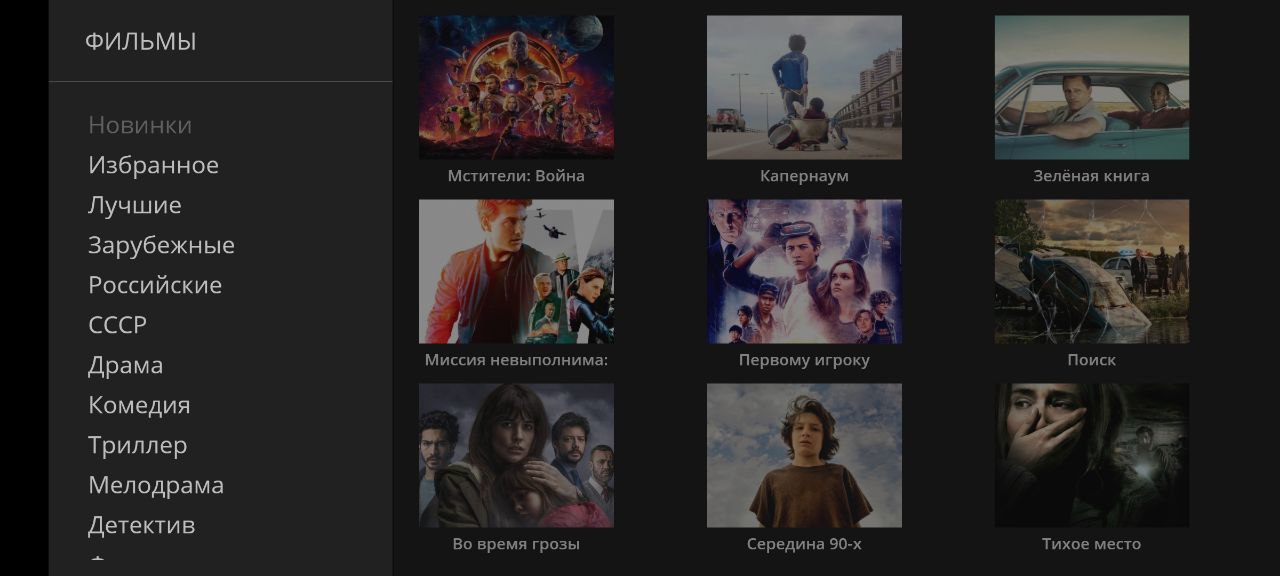 ФИЛЬМЫ
Новинки
Избранное
Лучшие
Зарубежные
Российские
СССР
Драма
Комедия
Триллер
Мелодрама
Детектив
Мстители: Война
Капернаум
Зелёная книга
Миссия невыполнима:
Первому игроку
Поиск
Во время грозы
Середина 90-х
Тихое место